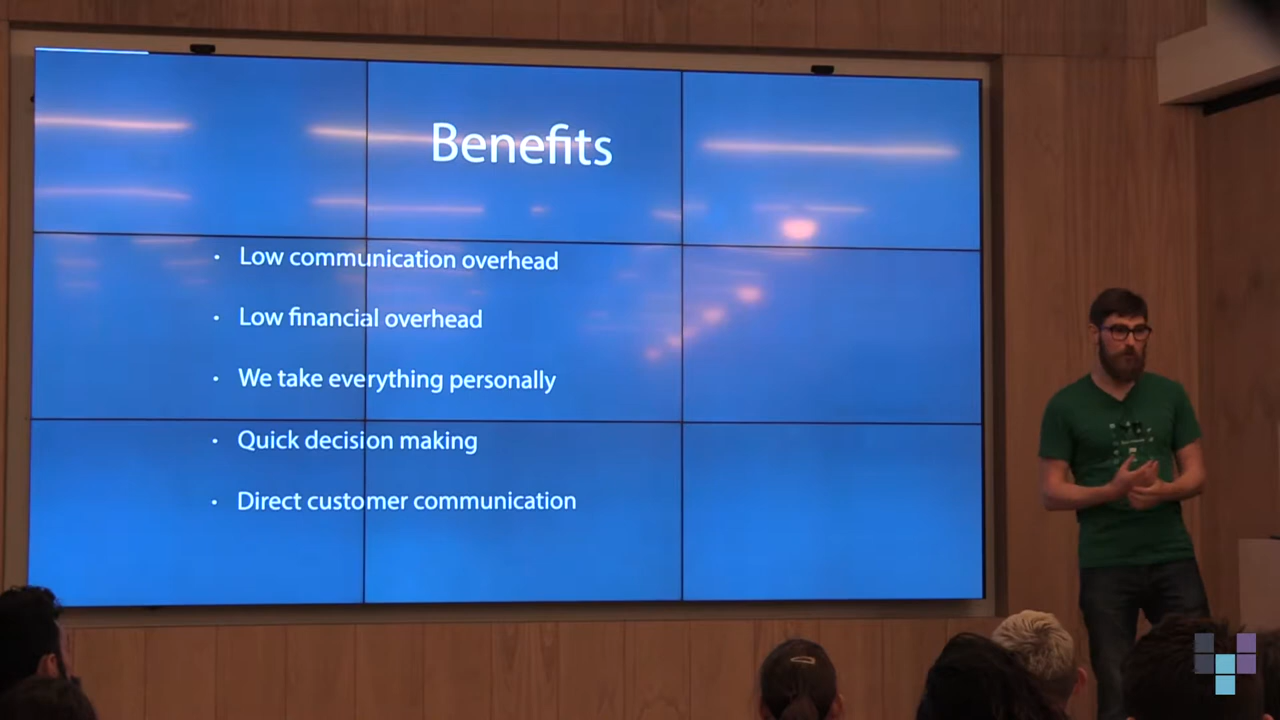 Benefits
· Low communication overhead
· Low financial overhead
· We take everything personally
· Quick decision making
· Direct customer communication